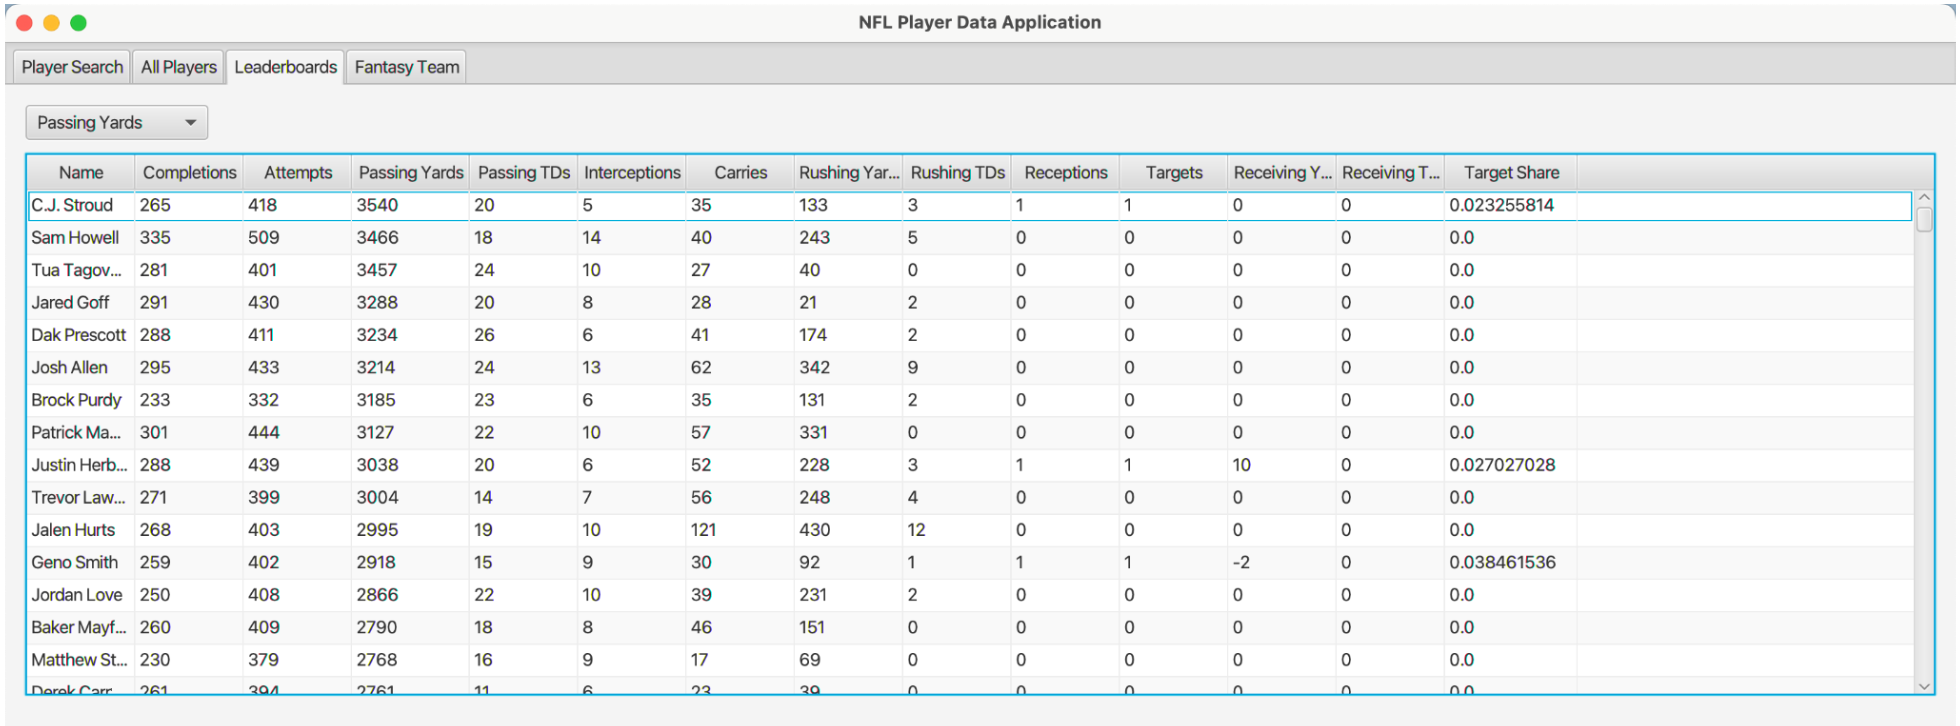 NFL Player Data Application
Player Search All Players Leaderboards Fantasy Team
Passing Yards
Name Completions Attempts Passing Yards Passing TDs Interceptions Carries Rushing Yar... Rushing TDs Receptions Targets Receiving Y... Receiving T... Target Share
C.J. Stroud 265 418 3540 20 5 35 133 3 1 1 0 0 0.023255814
Sam Howell 335 509 3466 18 14 40 243 5 0 0 0 0 0.0
Tua Tagov... 281 401 3457 24 10 27 40 0 0 0 0 0 0.0
Jared Goff 291 430 3288 20 8 28 21 2 0 0 0 0 0.0
Dak Prescott 288 411 3234 26 6 41 174 2 0 0 0 0 0.0
Josh Allen 295 433 3214 24 13 62 342 9 0 0 0 0 0.0
Brock Purdy 233 332 3185 23 6 35 131 2 0 0 0 0 0.0
Patrick Ma... 301 444 3127 22 10 57 331 0 0 0 0 0 0.0
Justin Herb... 288 439 3038 20 6 52 228 3 1 1 10 0 0.027027028
Trevor Law... 271 399 3004 14 7 56 248 4 0 0 0 0 0.0
Jalen Hurts 268 403 2995 19 10 121 430 12 0 0 0 0 0.0
Geno Smith 259 402 2918 15 9 30 92 1 1 1 -2 0 0.038461536
Jordan Love 250 408 2866 22 10 39 231 2 0 0 0 0 0.0
Baker Mayf... 260 409 2790 18 8 46 151 0 0 0 0 0 0.0
Matthew St... 230 379 2768 16 9 17 69 0 0 0 0 0 0.0
Derek Carr 261 394 2761 11 6 23 39 0 0 0 0 0 0.0